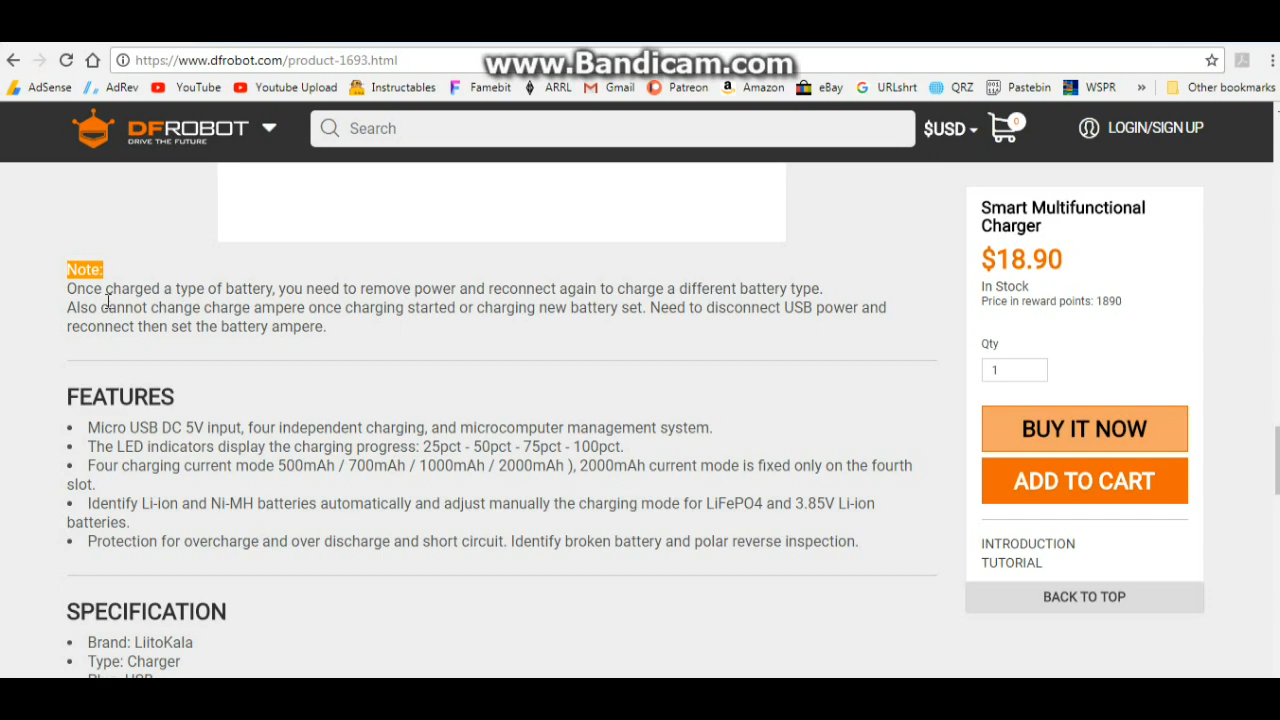 www.Bandicam.com
https://www.dfrobot.com/product-1693.html
AdSense AdRev YouTube Youtube Upload Instructables Famebit ARRL Gmail Patreon Amazon eBay URLshrt QRZ Pastebin WSPR » Other bookmarks
DFROBOT
DRIVE THE FUTURE
Search
$USD
0
LOGIN/SIGN UP
Note:
Once charged a type of battery, you need to remove power and reconnect again to charge a different battery type.
Also cannot change charge ampere once charging started or charging new battery set. Need to disconnect USB power and
reconnect then set the battery ampere.
FEATURES
• Micro USB DC 5V input, four independent charging, and microcomputer management system.
• The LED indicators display the charging progress: 25pct - 50pct - 75pct - 100pct.
• Four charging current mode 500mAh / 700mAh / 1000mAh / 2000mAh ), 2000mAh current mode is fixed only on the fourth
slot.
• Identify Li-ion and Ni-MH batteries automatically and adjust manually the charging mode for LiFePO4 and 3.85V Li-ion
batteries.
• Protection for overcharge and over discharge and short circuit. Identify broken battery and polar reverse inspection.
SPECIFICATION
• Brand: LiitoKala
• Type: Charger
Smart Multifunctional
Charger
$18.90
In Stock
Price in reward points: 1890
Qty
1
BUY IT NOW
ADD TO CART
INTRODUCTION
TUTORIAL
BACK TO TOP